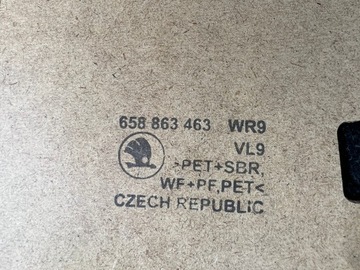 658 863 463 WR9
VL9
>PET+SBR,
WF+PF,PET<
CZECH REPUBLIC